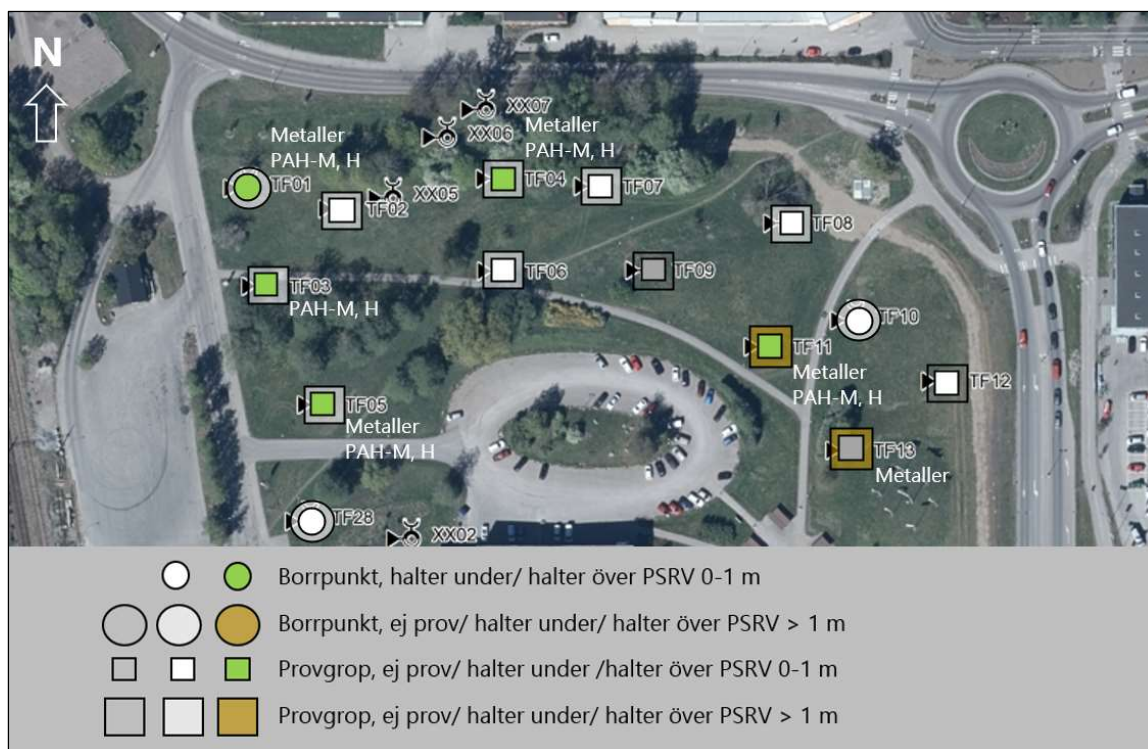 N
XX07
XX06
Metaller
PAH-M, H
Metaller
PAH-M, H
TF01
TF02
XX05
TF04
TF07
TF08
TF03
PAH-M, H
TF06
TF09
TF10
TF11
Metaller
PAH-M, H
TF12
TF05
Metaller
PAH-M, H
TF13
Metaller
TF28
XX02
Borrpunkt, halter under/ halter över PSRV 0-1 m
Borrpunkt, ej prov/ halter under/ halter över PSRV > 1 m
Provgrop, ej prov/ halter under /halter över PSRV 0-1 m
Provgrop, ej prov/ halter under/ halter över PSRV > 1 m